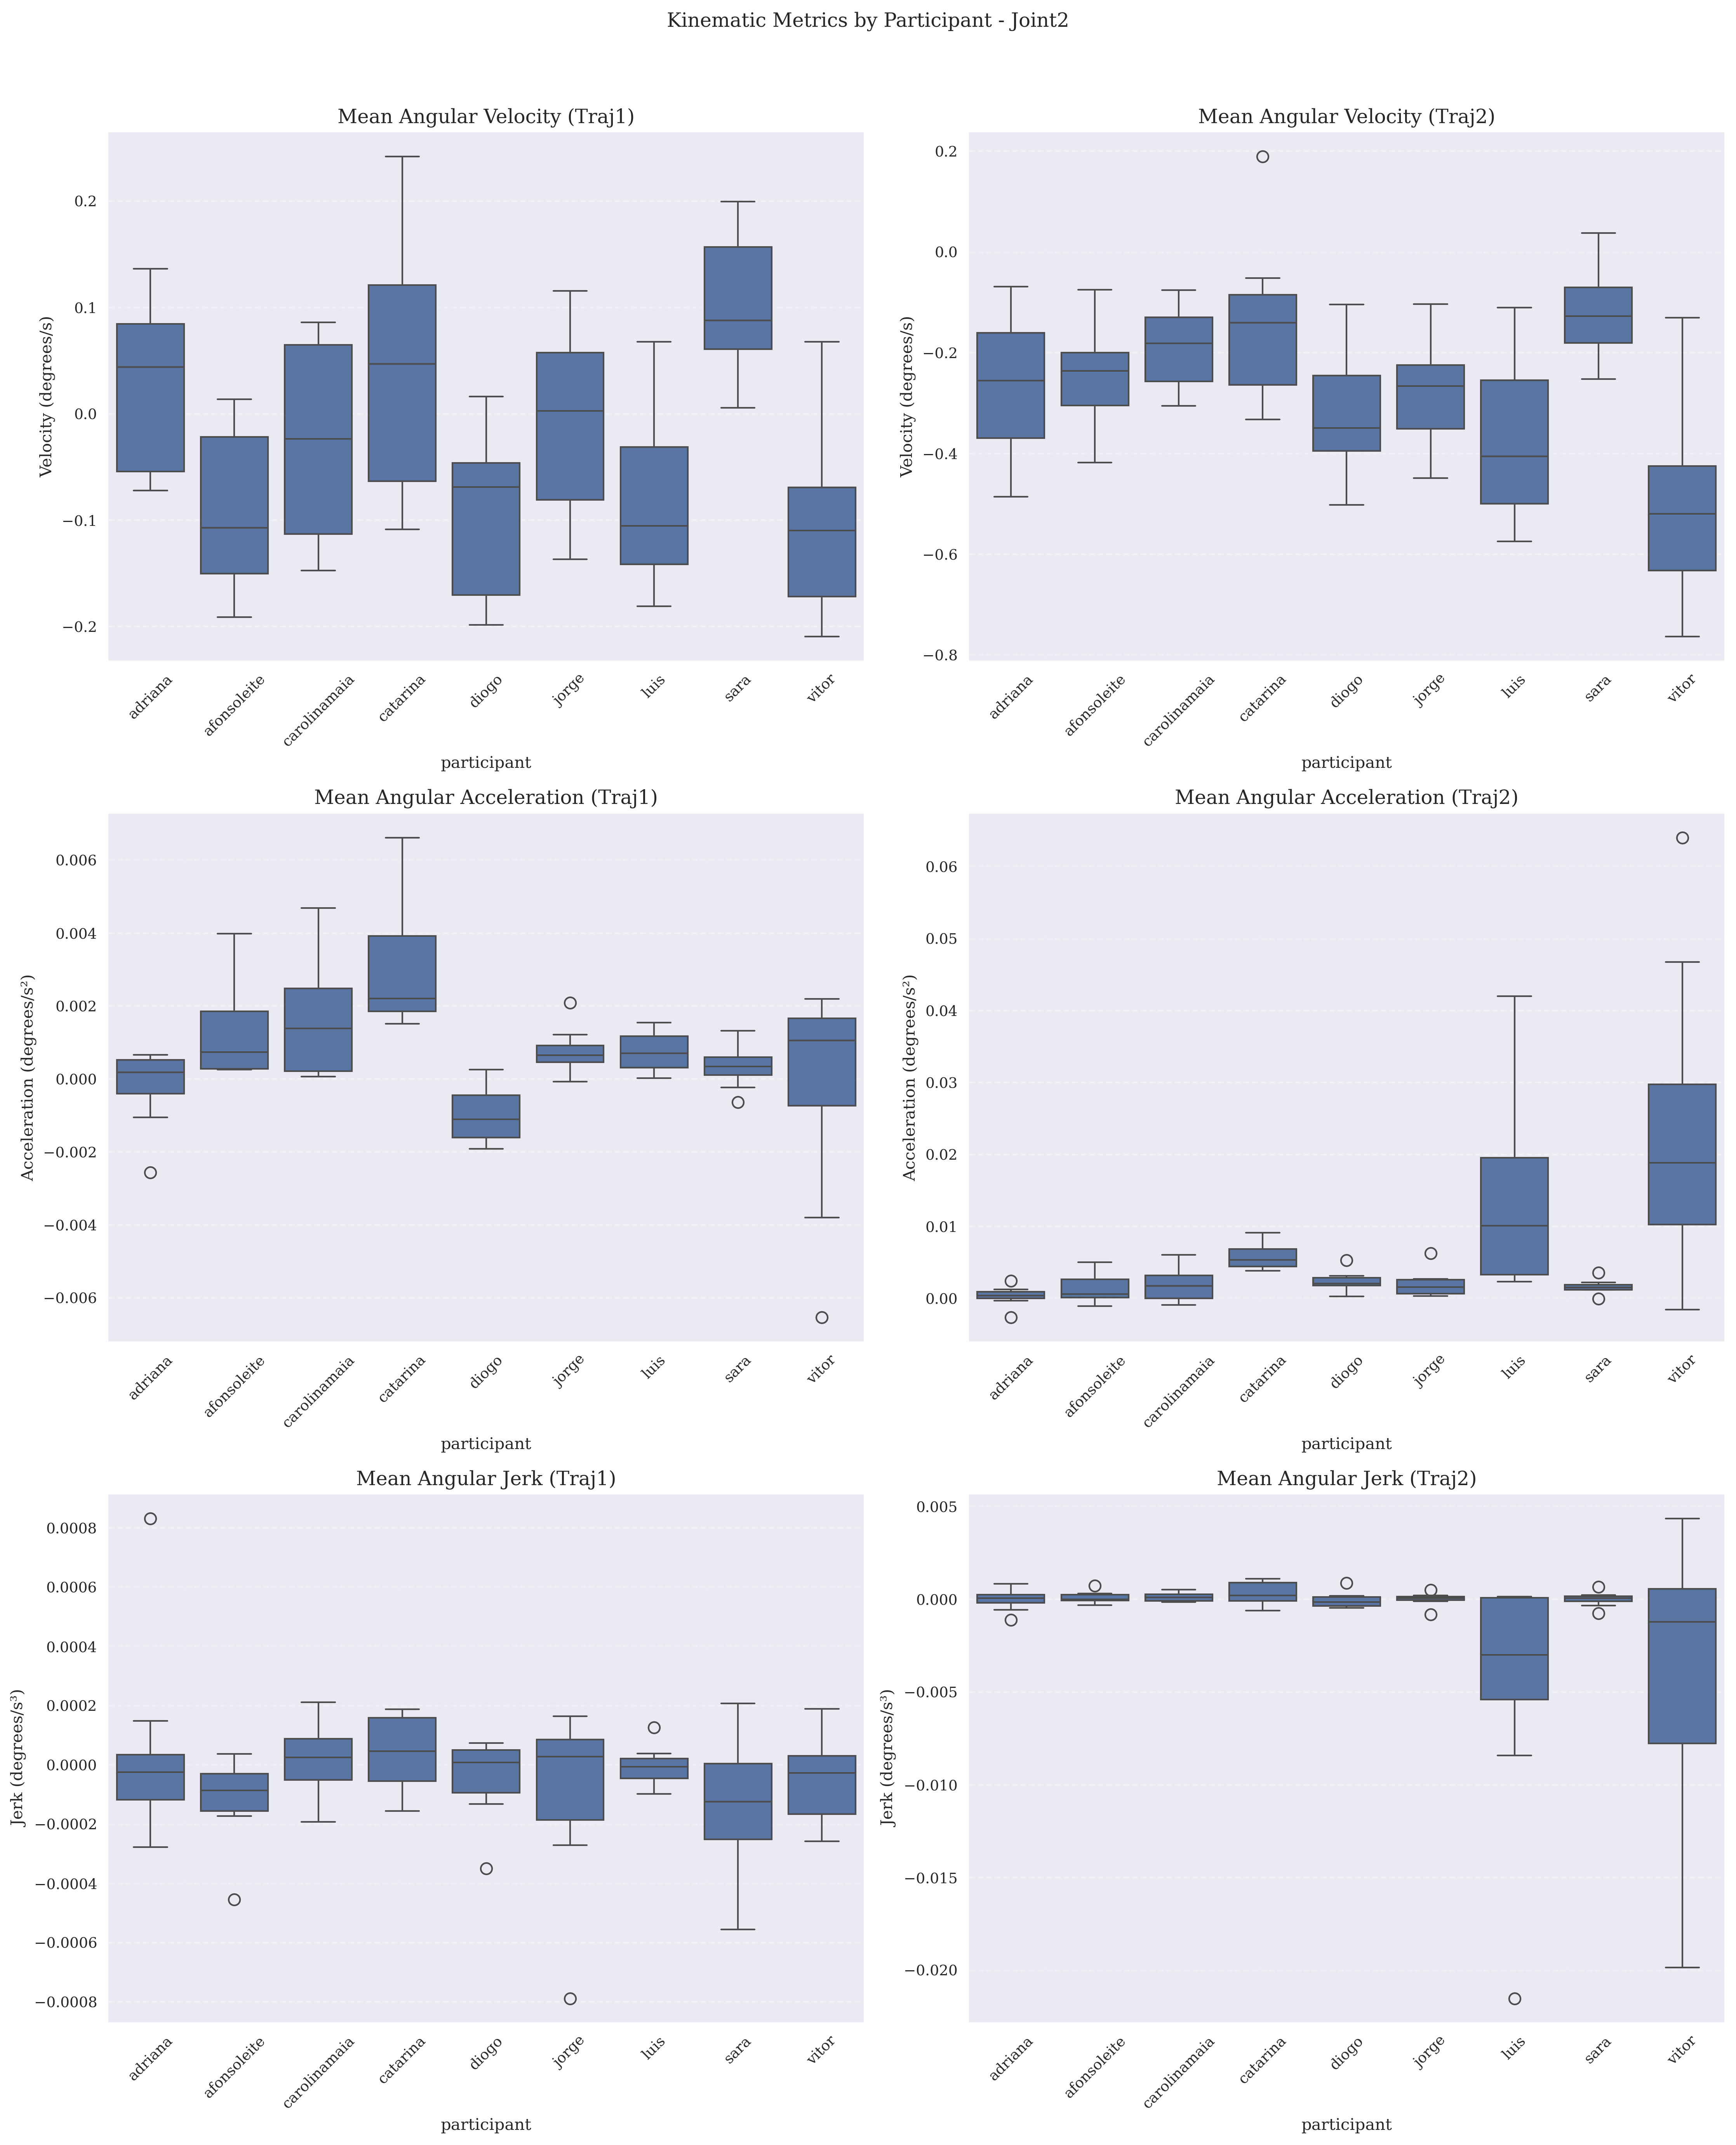 Kinematic Metrics by Participant - Joint2
Mean Angular Velocity (Traj1)
Velocity (degrees/s)
0.2
0.1
0.0
−0.1
−0.2
adriana
afonsoleite
carolinamaia
catarina
diogo
jorge
luis
sara
vitor
participant
Mean Angular Velocity (Traj2)
Velocity (degrees/s)
0.2
0.0
−0.2
−0.4
−0.6
−0.8
adriana
afonsoleite
carolinamaia
catarina
diogo
jorge
luis
sara
vitor
participant
Mean Angular Acceleration (Traj1)
Acceleration (degrees/s²)
0.006
0.004
0.002
0.000
−0.002
−0.004
−0.006
adriana
afonsoleite
carolinamaia
catarina
diogo
jorge
luis
sara
vitor
participant
Mean Angular Acceleration (Traj2)
Acceleration (degrees/s²)
0.06
0.05
0.04
0.03
0.02
0.01
0.00
adriana
afonsoleite
carolinamaia
catarina
diogo
jorge
luis
sara
vitor
participant
Mean Angular Jerk (Traj1)
Jerk (degrees/s³)
0.0008
0.0006
0.0004
0.0002
0.0000
−0.0002
−0.0004
−0.0006
−0.0008
adriana
afonsoleite
carolinamaia
catarina
diogo
jorge
luis
sara
vitor
participant
Mean Angular Jerk (Traj2)
Jerk (degrees/s³)
0.005
0.000
−0.005
−0.010
−0.015
−0.020
adriana
afonsoleite
carolinamaia
catarina
diogo
jorge
luis
sara
vitor
participant